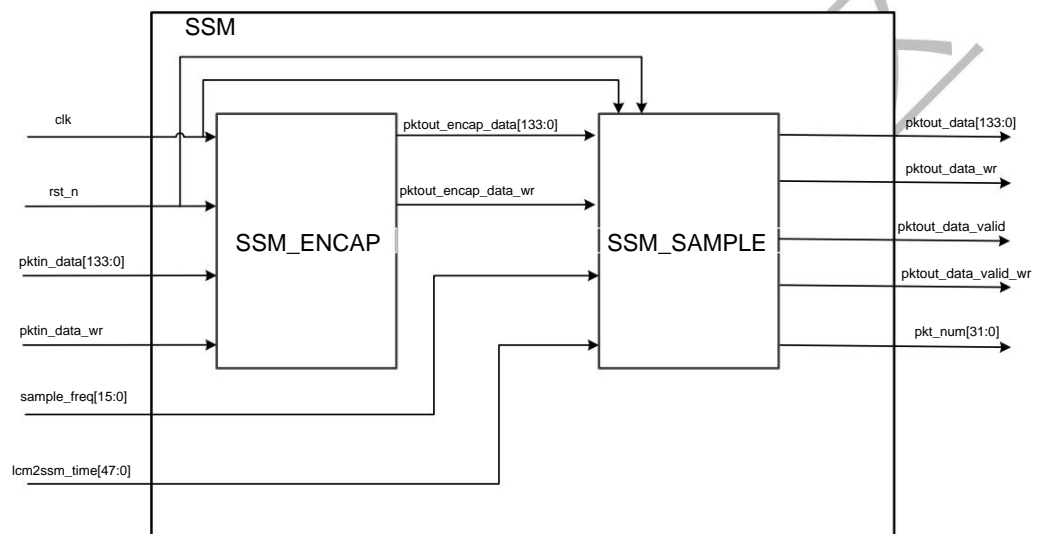 SSM
clk
pktout_encap_data[133:0]
pktout_data[133:0]
pktout_data_wr
rst_n
pktout_encap_data_wr
pktout_data_valid
SSM_ENCAP
SSM_SAMPLE
pktin_data[133:0]
pktout_data_valid_wr
pktin_data_wr
pkt_num[31:0]
sample_freq[15:0]
lcm2ssm_time[47:0]